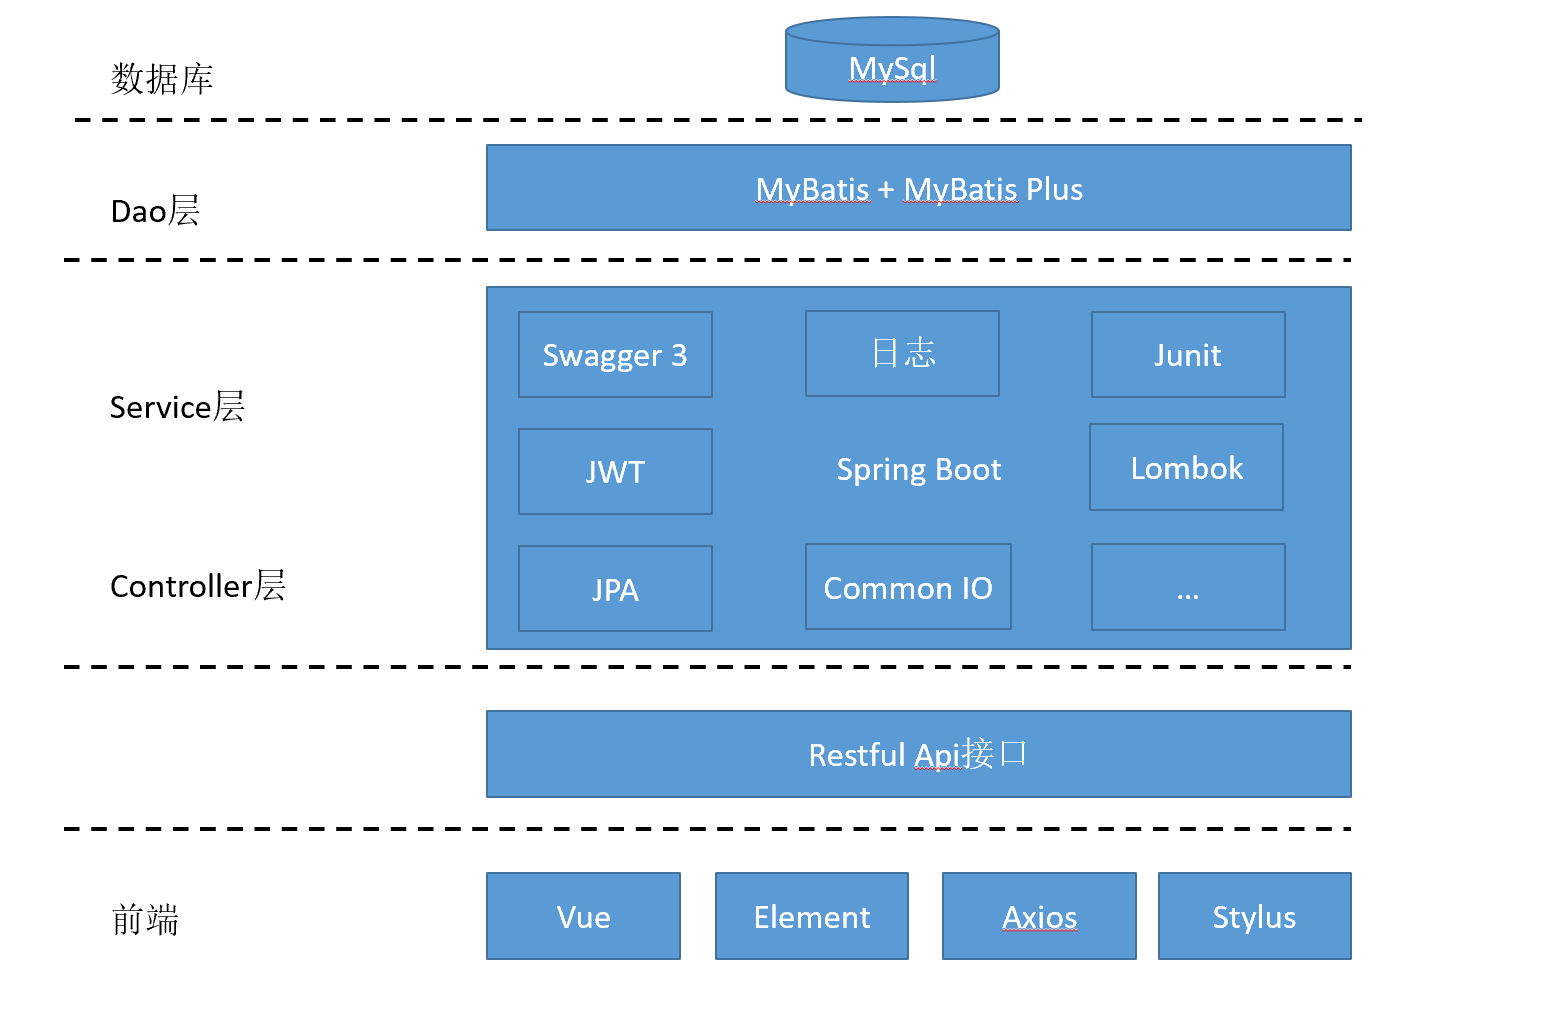 数据库
MySql
Dao层
MyBatis + MyBatis Plus
Service层
Controller层
Swagger 3
日志
Junit
JWT
Spring Boot
Lombok
JPA
Common IO
...
Restful Api接口
前端
Vue
Element
Axios
Stylus